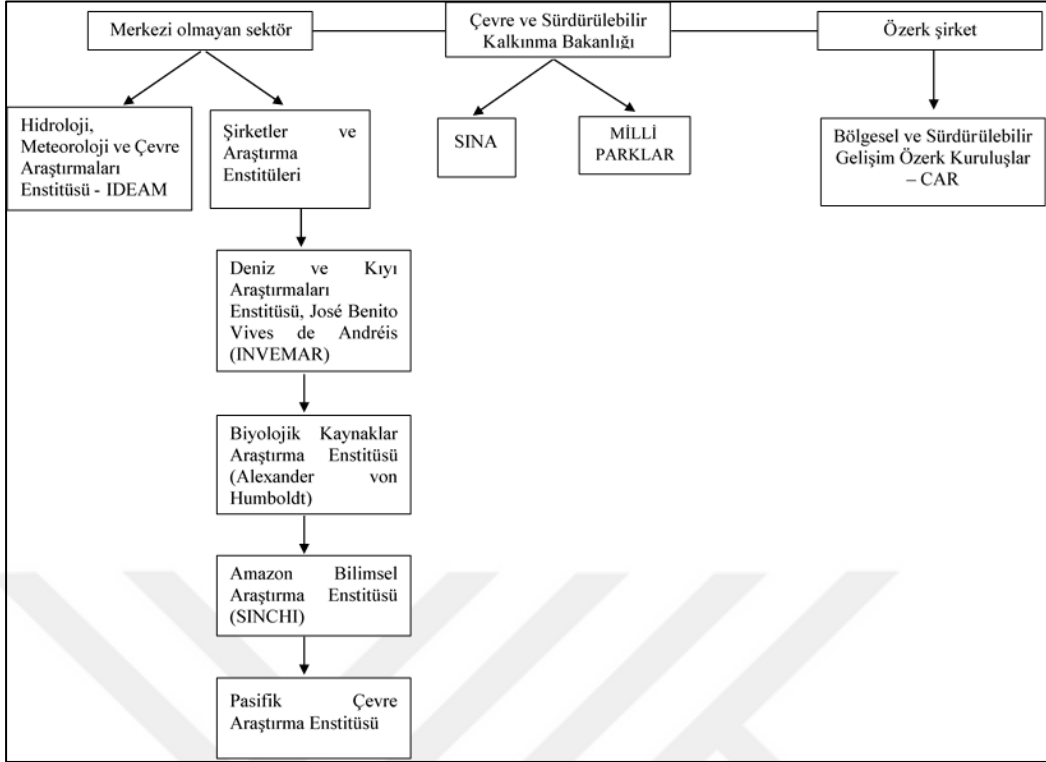 Merkezi olmayan sektör
Çevre ve Sürdürülebilir
Kalkınma Bakanlığı
Özerk şirket
Hidroloji,
Meteoroloji ve Çevre
Araştırmaları
Enstitüsü - IDEAM
Şirketler ve
Araştırma
Enstitüleri
SINA
MİLLİ
PARKLAR
Bölgesel ve Sürdürülebilir
Gelişim Özerk Kuruluşlar
– CAR
Deniz ve Kıyı
Araştırmaları
Enstitüsü, José Benito
Vives de Andréis
(INVEMAR)
Biyolojik Kaynaklar
Araştırma Enstitüsü
(Alexander von
Humboldt)
Amazon Bilimsel
Araştırma Enstitüsü
(SINCHI)
Pasifik Çevre
Araştırma Enstitüsü